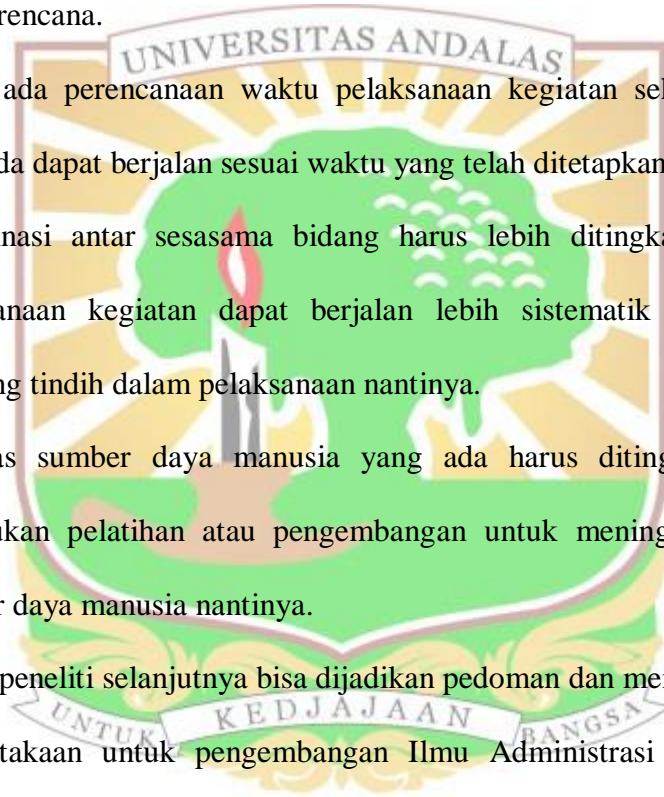 rencana.
UNIVERSITAS ANDALAS
ada perencanaan waktu pelaksanaan kegiatan sel
da dapat berjalan sesuai waktu yang telah ditetapkan
nasi antar sesasama bidang harus lebih ditingka
anaan kegiatan dapat berjalan lebih sistematik
ng tindih dalam pelaksanaan nantinya.
as sumber daya manusia yang ada harus diting
ukan pelatihan atau pengembangan untuk mening
r daya manusia nantinya.
peneliti selanjutnya bisa dijadikan pedoman dan me
UNTUK KEDJAJAAN BANGSA
takaan untuk pengembangan Ilmu Administrasi